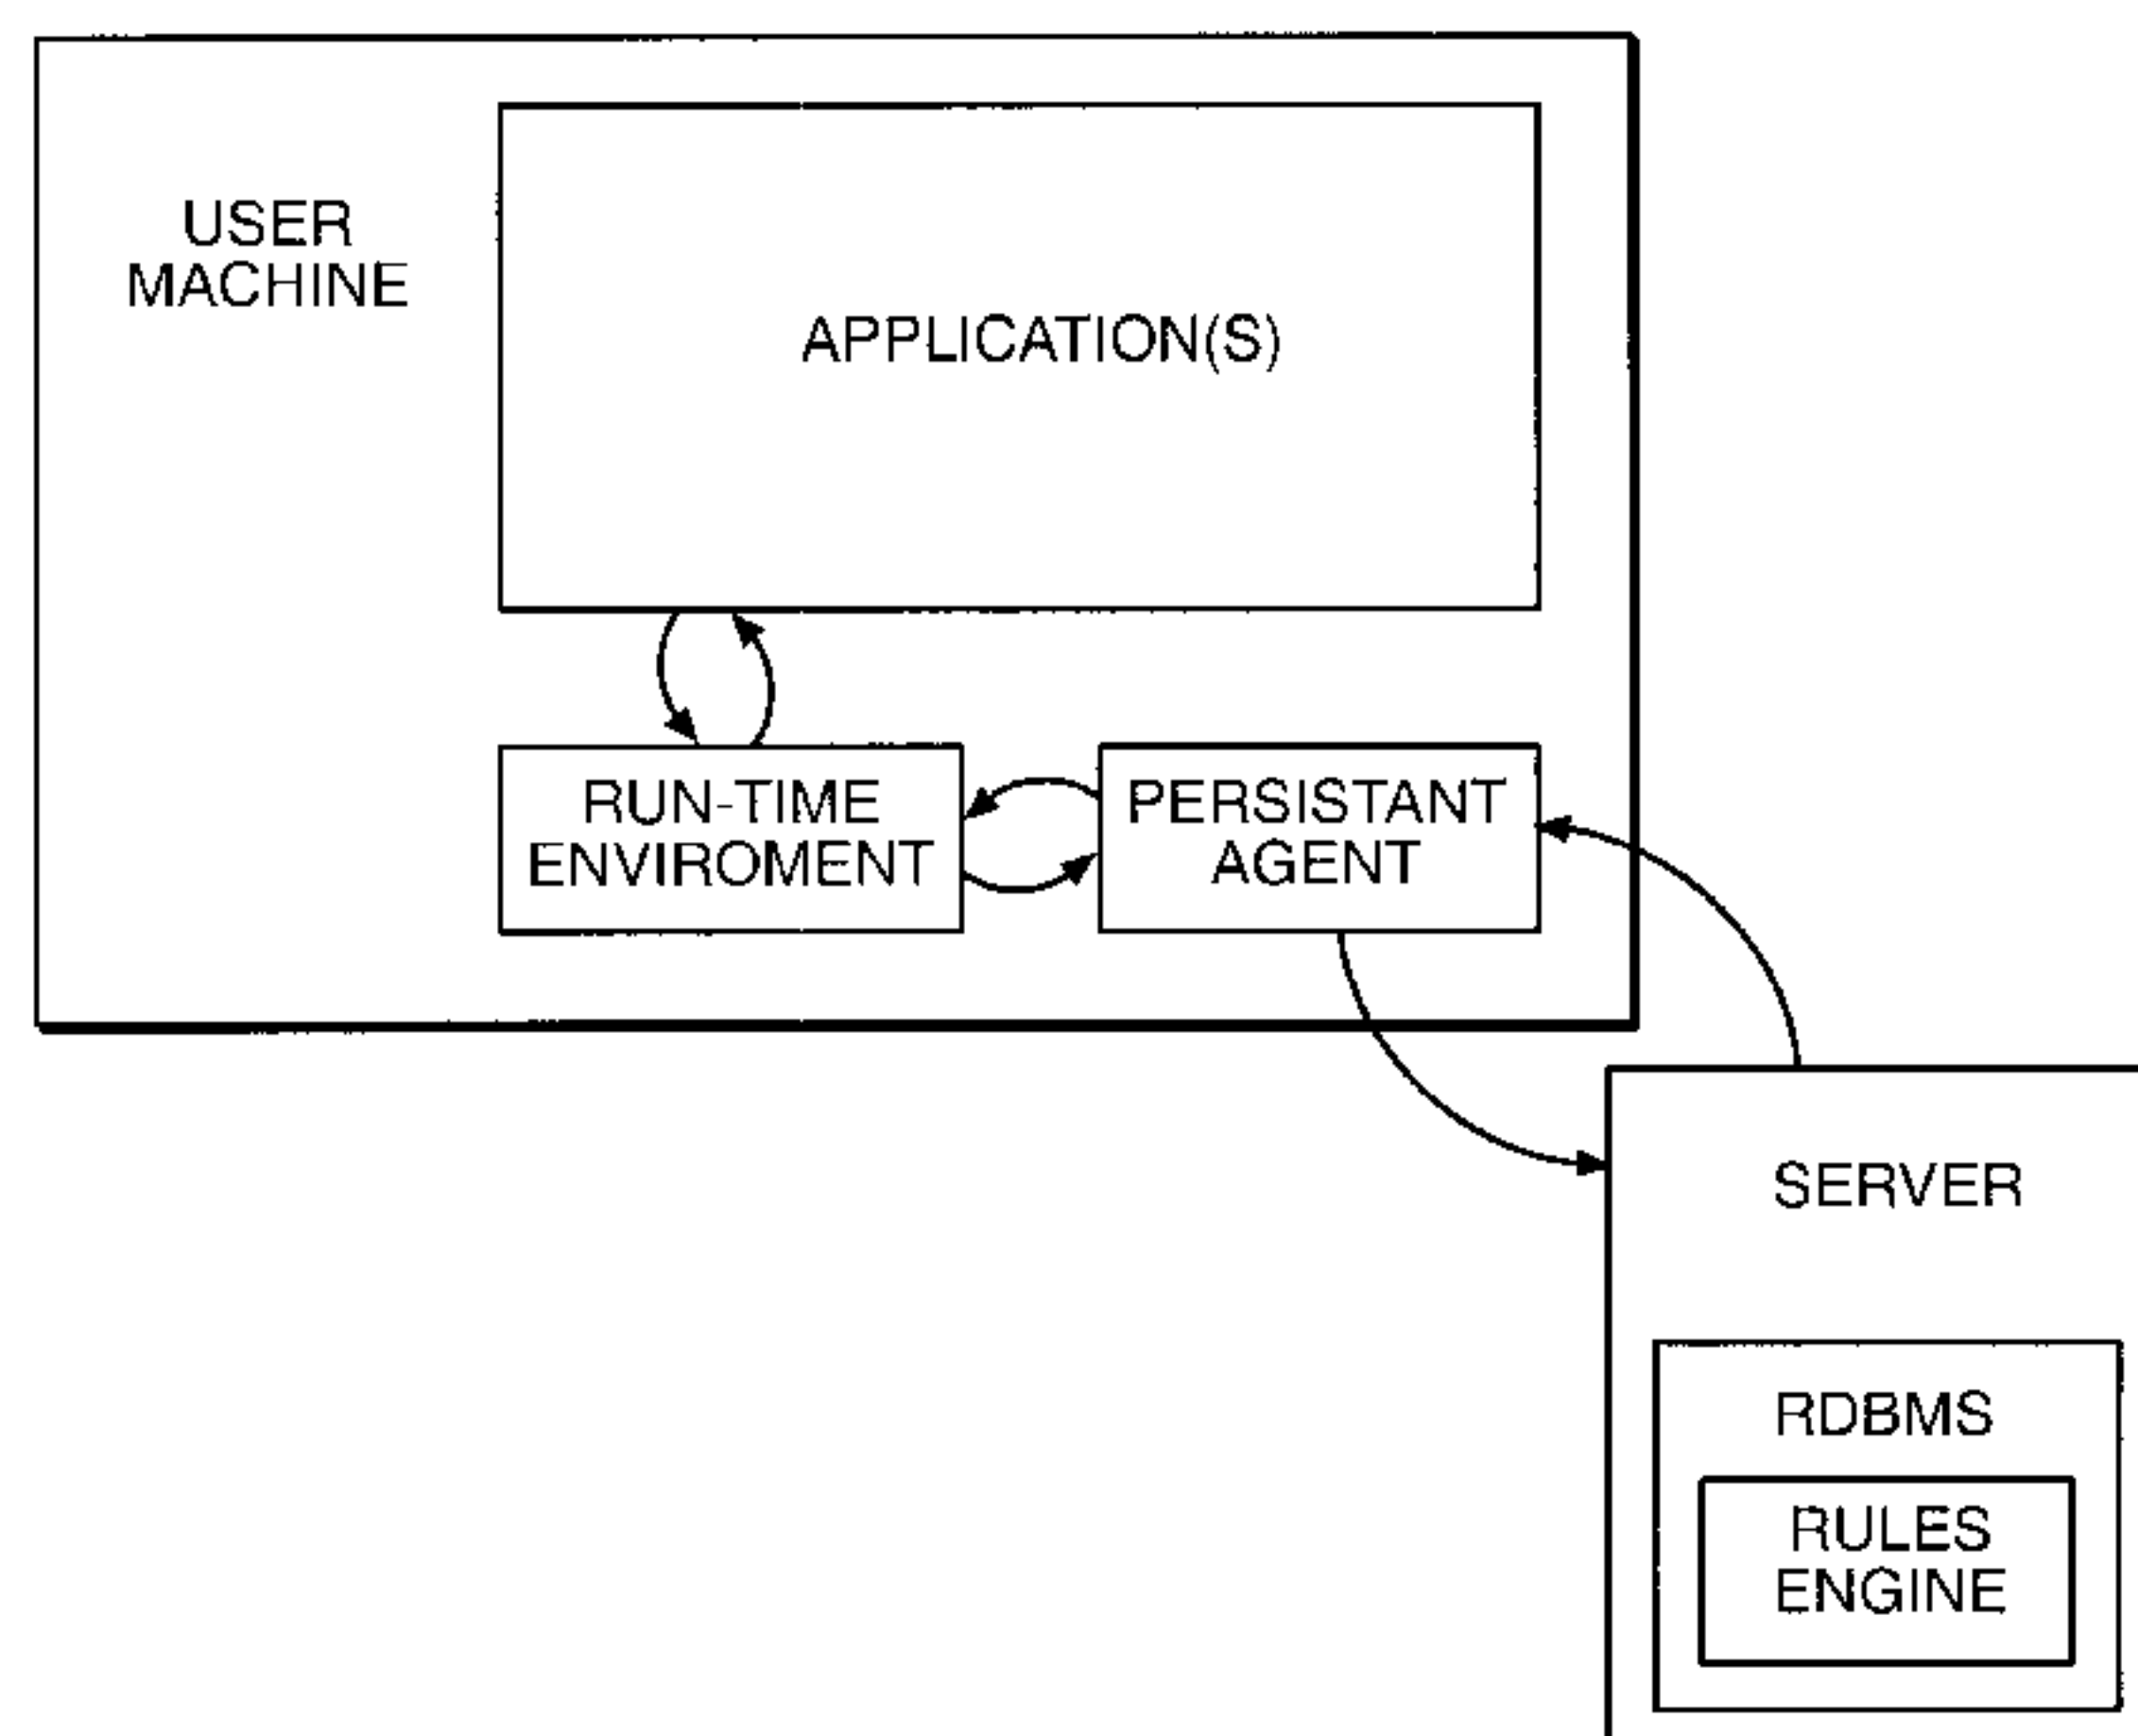 USER
MACHINE
APPLICATION(S)
RUN-TIME
ENVIROMENT
PERSISTANT
AGENT
SERVER
RDBMS
RULES
ENGINE